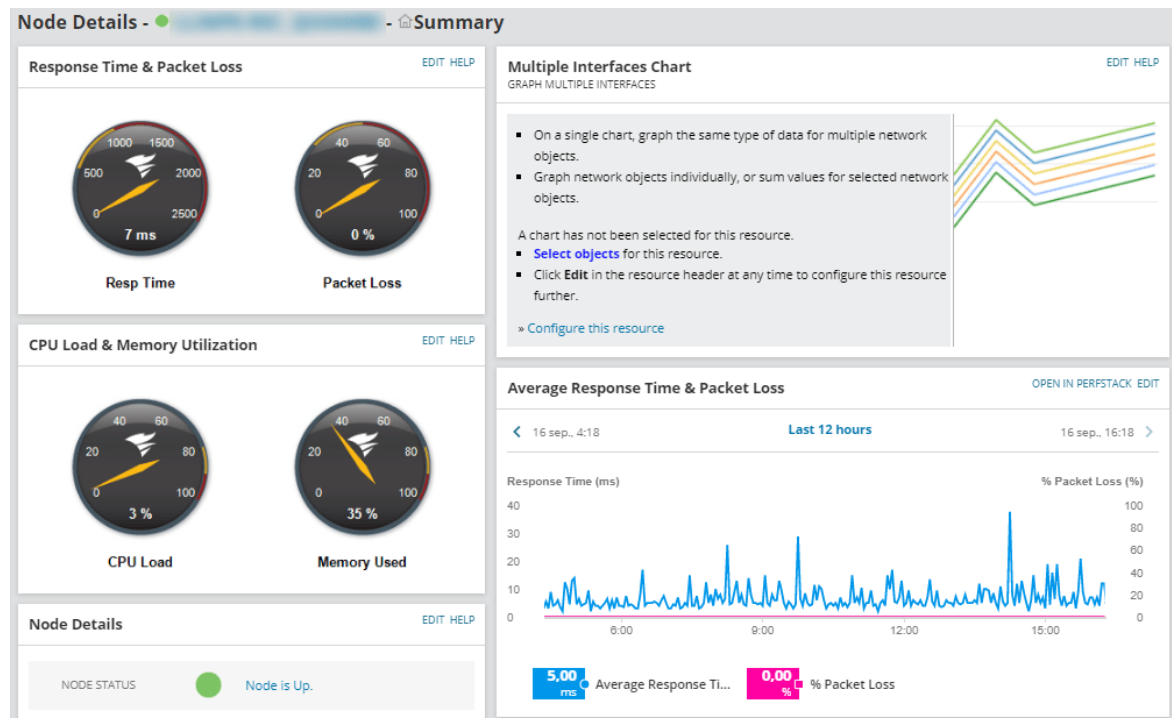 Node Details - - Summary
Response Time & Packet Loss
EDIT HELP
500 1000 1500 2000
0 2500
7 ms
Resp Time
20 40 60 80
0 100
0 %
Packet Loss
CPU Load & Memory Utilization
EDIT HELP
20 40 60 80
0 100
3 %
CPU Load
20 40 60 80
0 100
35 %
Memory Used
Node Details
EDIT HELP
NODE STATUS
Node is Up.
Multiple Interfaces Chart
EDIT HELP
GRAPH MULTIPLE INTERFACES
▪ On a single chart, graph the same type of data for multiple network
objects.
▪ Graph network objects individually, or sum values for selected network
objects.
A chart has not been selected for this resource.
▪ Select objects for this resource.
▪ Click Edit in the resource header at any time to configure this resource
further.
» Configure this resource
Average Response Time & Packet Loss
OPEN IN PERFSTACK EDIT
16 sep., 4:18
Last 12 hours
16 sep., 16:18
Response Time (ms)
% Packet Loss (%)
40
30
20
10
0
100
80
60
40
20
0
6:00 9:00 12:00 15:00
5,00
ms
Average Response Ti...
0,00
%
% Packet Loss